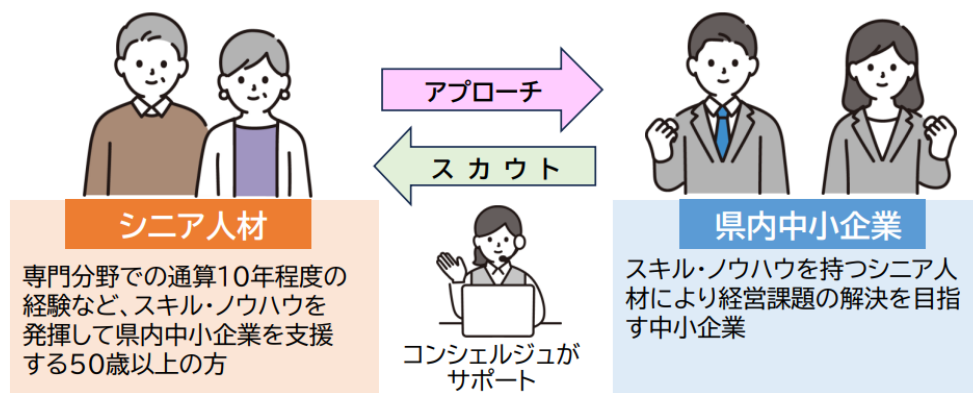 アプローチ
スカウト
シニア人材
専門分野での通算10年程度の
経験など、スキル・ノウハウを
発揮して県内中小企業を支援
する50歳以上の方
コンシェルジュが
サポート
県内中小企業
スキル・ノウハウを持つシニア人
材により経営課題の解決を目指
す中小企業